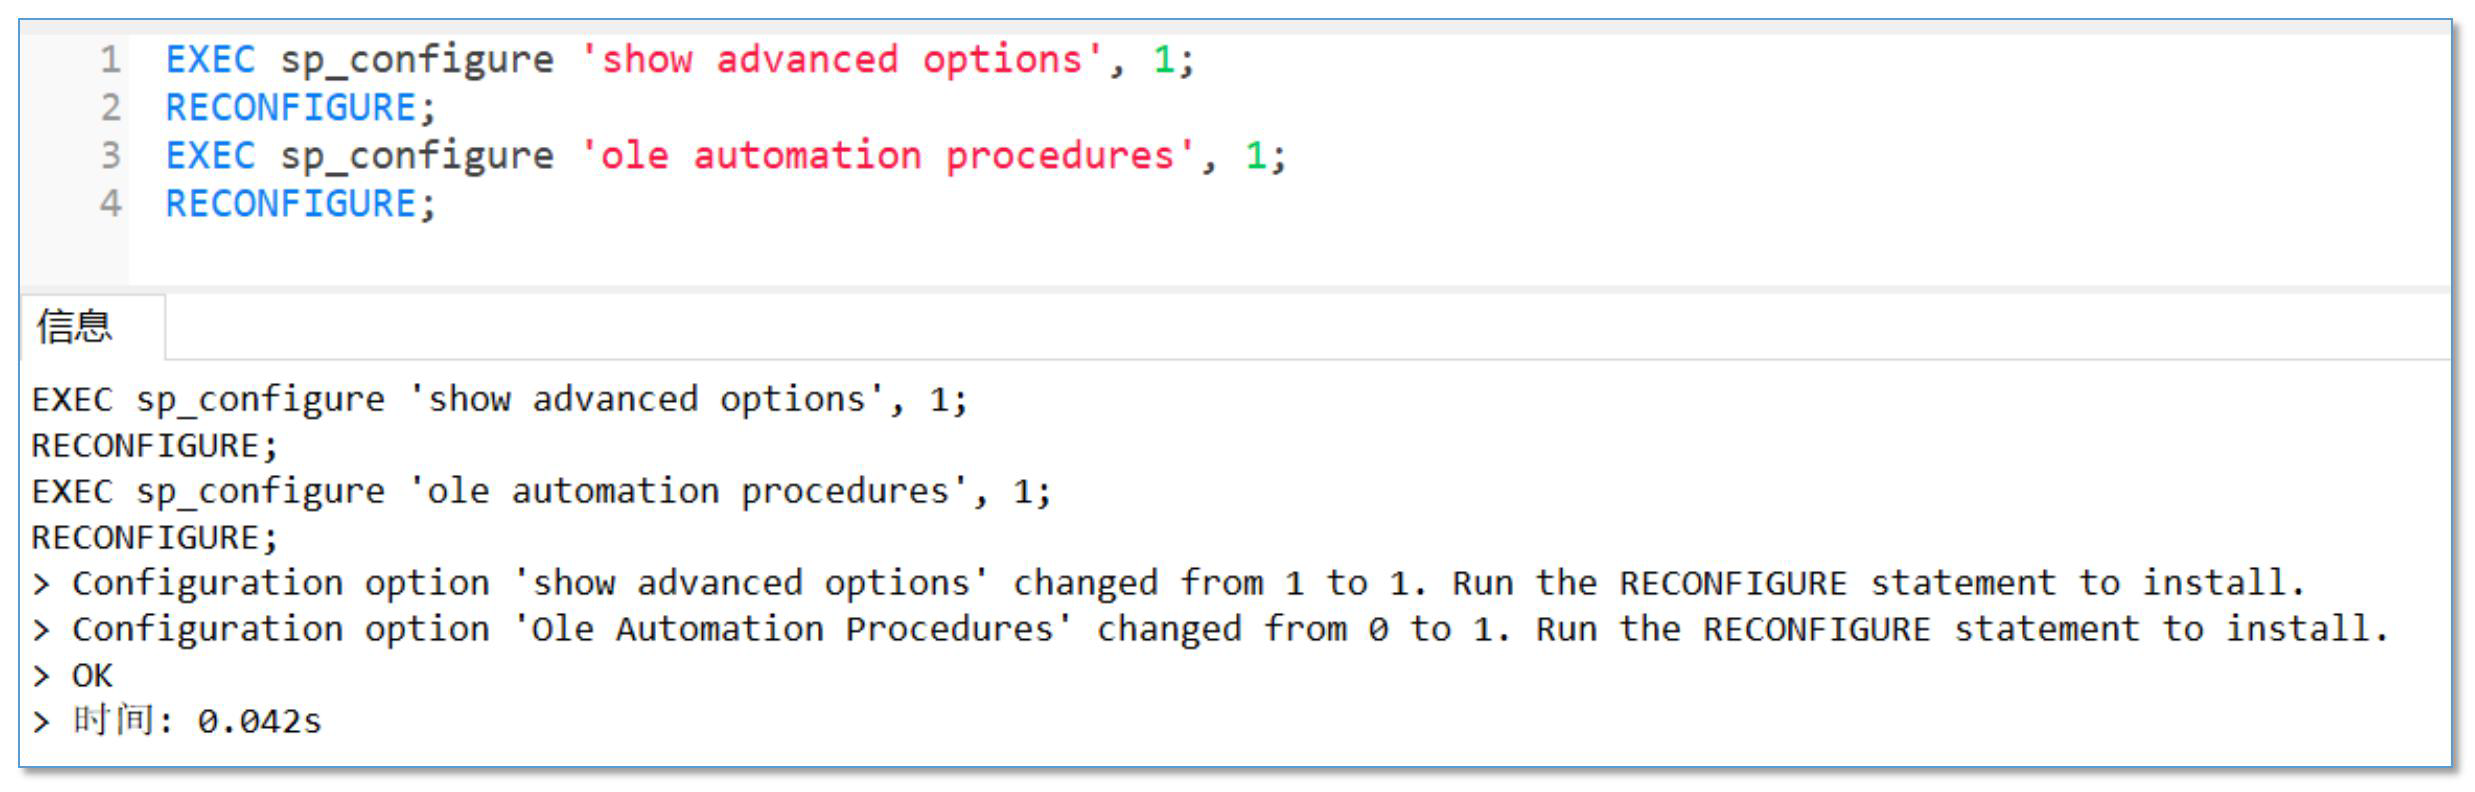 1 EXEC sp_configure 'show advanced options', 1;
2 RECONFIGURE;
3 EXEC sp_configure 'ole automation procedures', 1;
4 RECONFIGURE;
信息
EXEC sp_configure 'show advanced options', 1;
RECONFIGURE;
EXEC sp_configure 'ole automation procedures', 1;
RECONFIGURE;
> Configuration option 'show advanced options' changed from 1 to 1. Run the RECONFIGURE statement to install.
> Configuration option 'Ole Automation Procedures' changed from 0 to 1. Run the RECONFIGURE statement to install.
> OK
> 时间: 0.042s